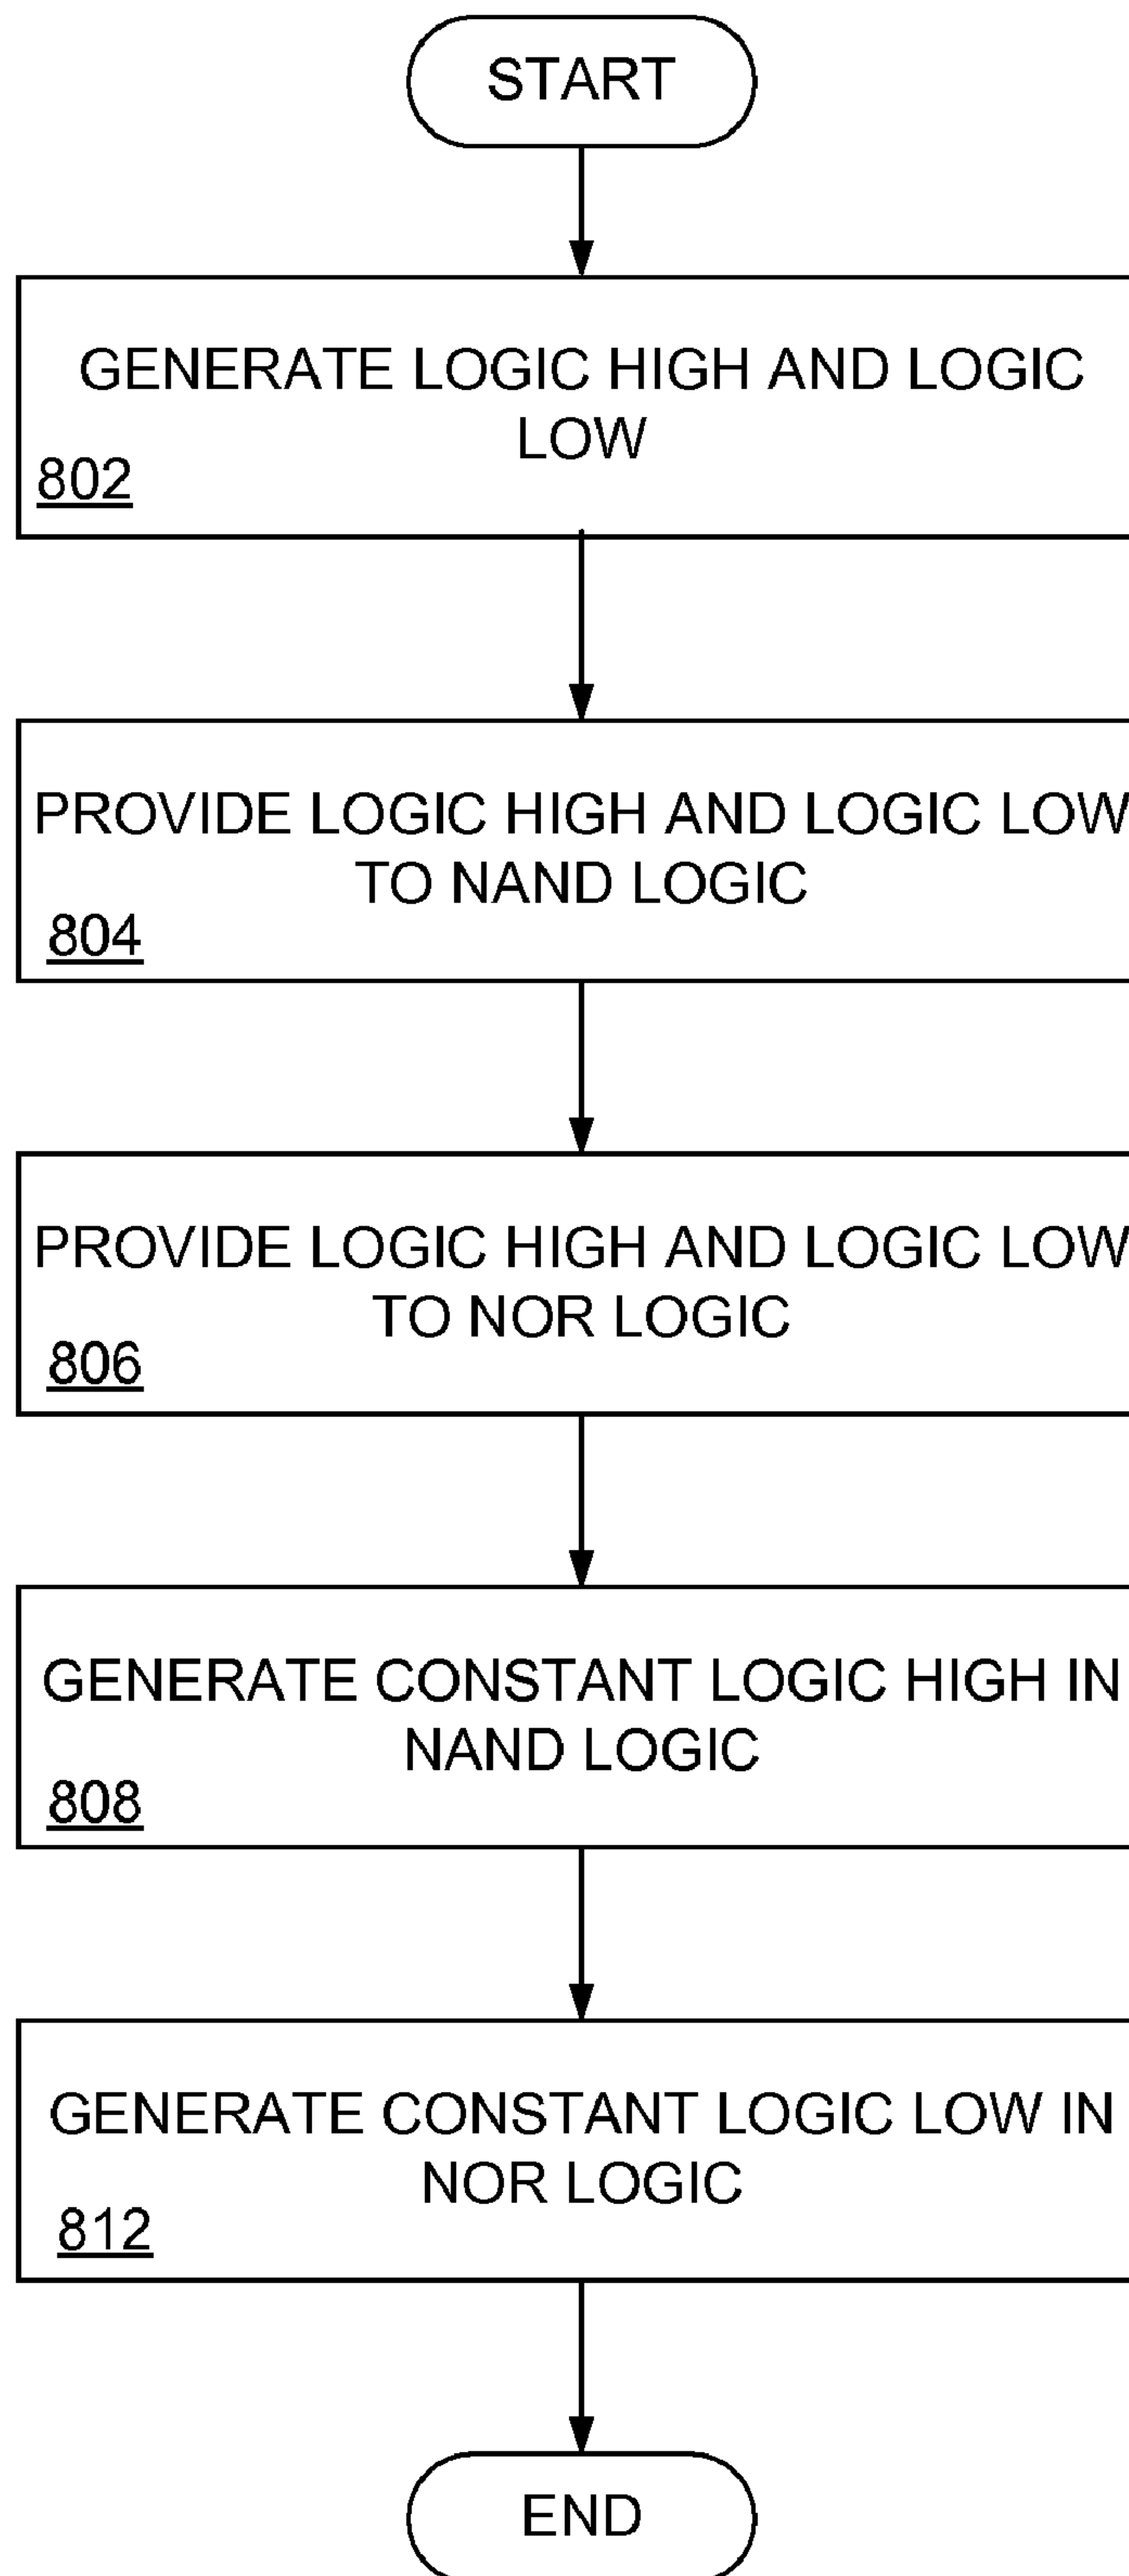 START
GENERATE LOGIC HIGH AND LOGIC
LOW
802
PROVIDE LOGIC HIGH AND LOGIC LOW
TO NAND LOGIC
804
PROVIDE LOGIC HIGH AND LOGIC LOW
TO NOR LOGIC
806
GENERATE CONSTANT LOGIC HIGH IN
NAND LOGIC
808
GENERATE CONSTANT LOGIC LOW IN
NOR LOGIC
812
END